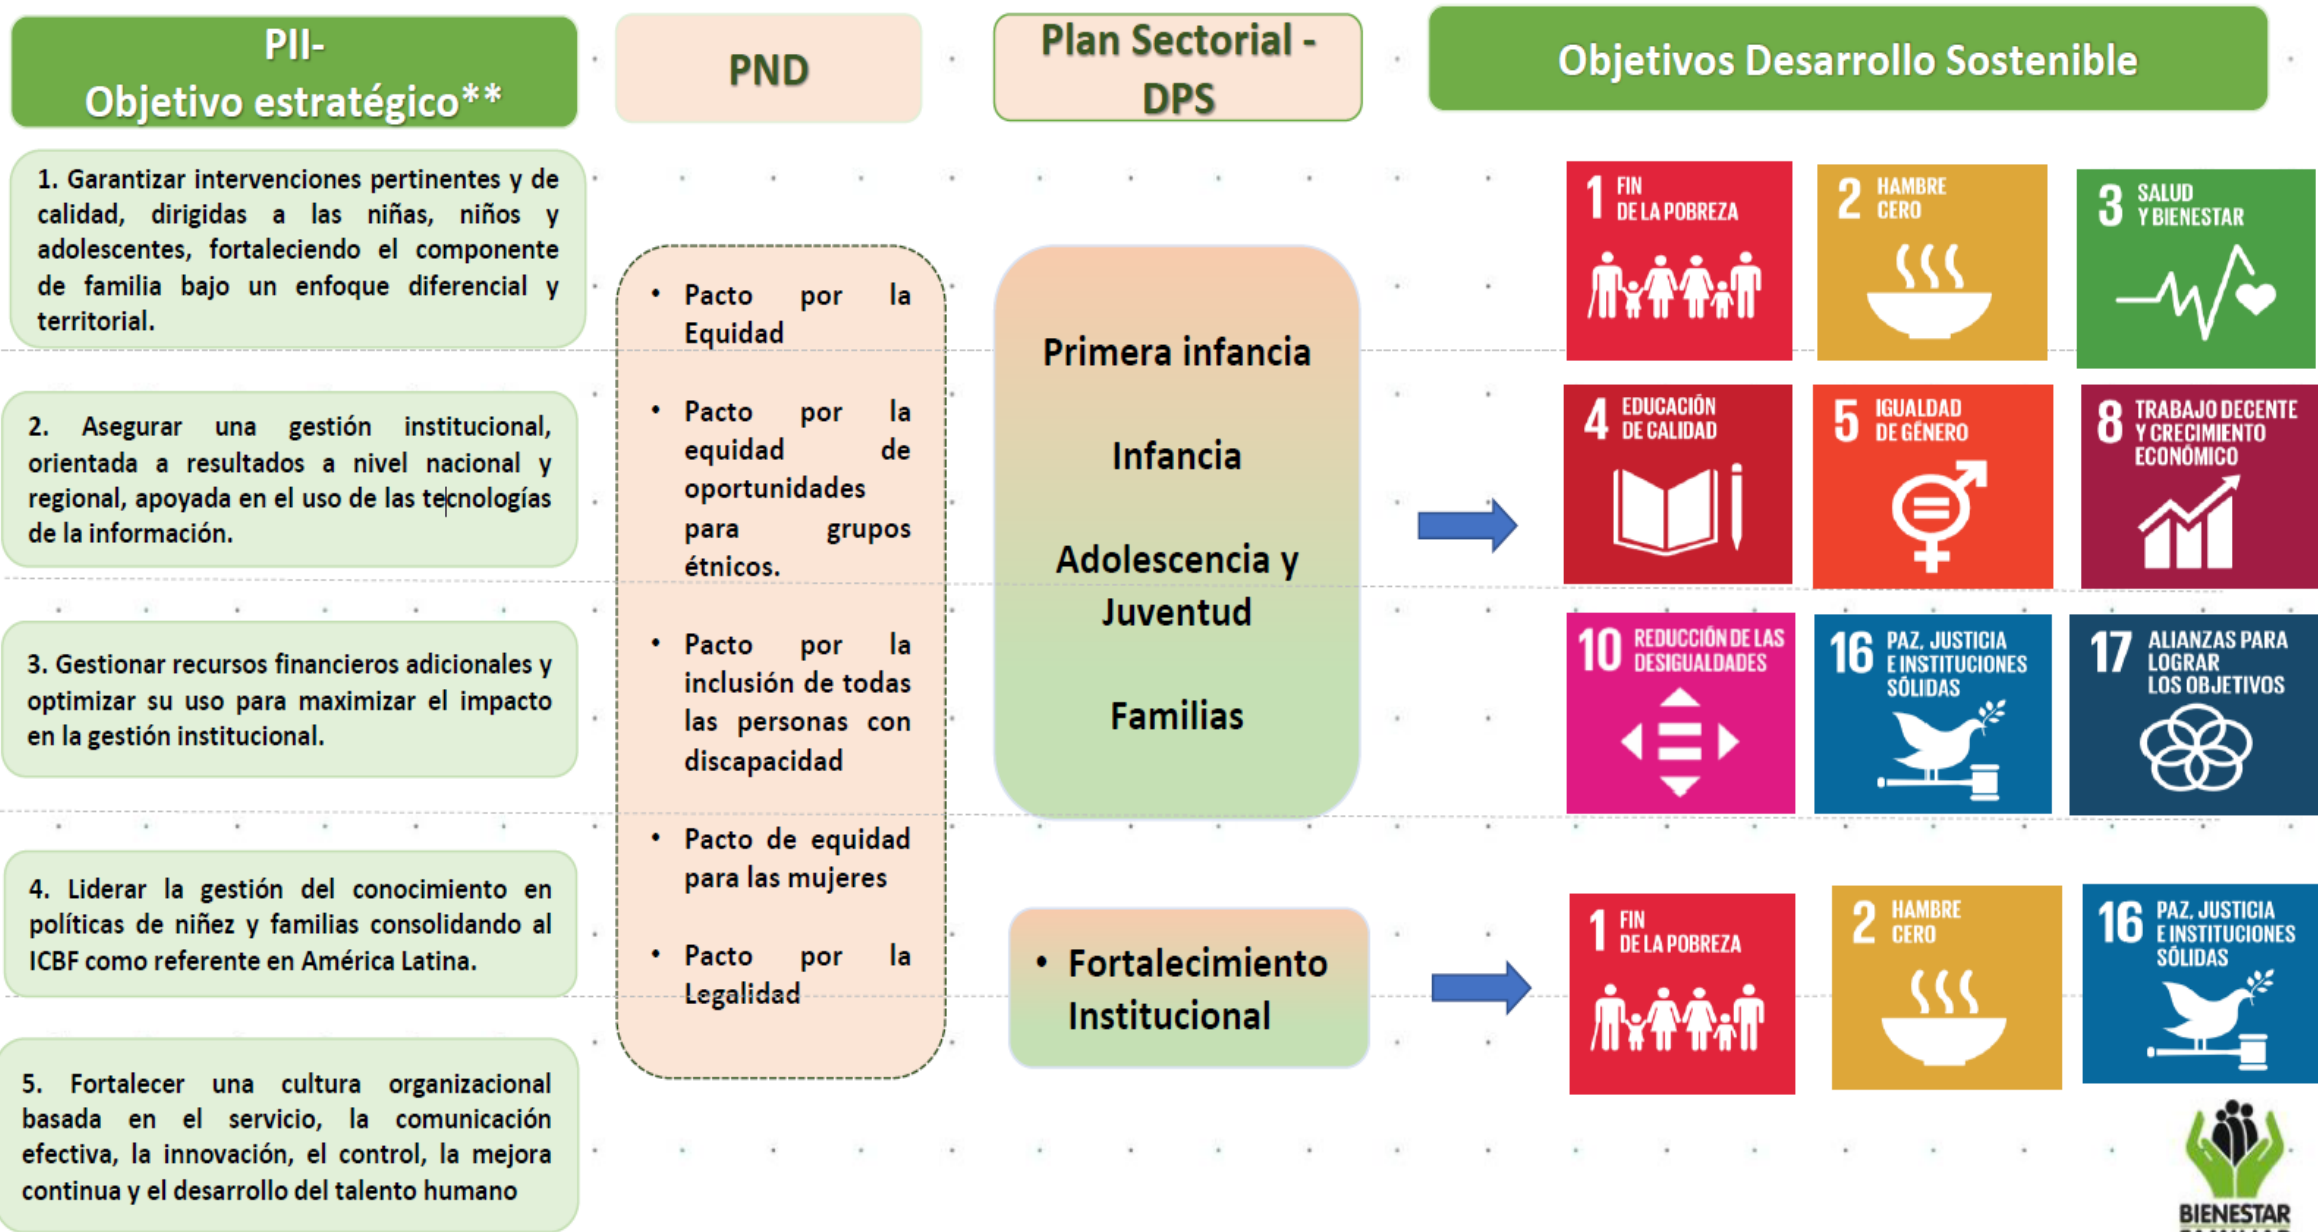 PII-
Objetivo estratégico**
PND
Plan Sectorial -
DPS
Objetivos Desarrollo Sostenible
1. Garantizar intervenciones pertinentes y de
calidad, dirigidas a las niñas, niños y
adolescentes, fortaleciendo el componente
de familia bajo un enfoque diferencial y
territorial.
2. Asegurar una gestión institucional,
orientada a resultados a nivel nacional y
regional, apoyada en el uso de las tecnologías
de la información.
3. Gestionar recursos financieros adicionales y
optimizar su uso para maximizar el impacto
en la gestión institucional.
4. Liderar la gestión del conocimiento en
políticas de niñez y familias consolidando al
ICBF como referente en América Latina.
5. Fortalecer una cultura organizacional
basada en el servicio, la comunicación
efectiva, la innovación, el control, la mejora
continua y el desarrollo del talento humano
• Pacto por la
Equidad
• Pacto por la
equidad de
oportunidades
para grupos
étnicos.
• Pacto por la
inclusión de todas
las personas con
discapacidad
• Pacto de equidad
para las mujeres
• Pacto por la
Legalidad
Primera infancia
Infancia
Adolescencia y
Juventud
Familias
• Fortalecimiento
Institucional
1 FIN
DE LA POBREZA
2 HAMBRE
CERO
3 SALUD
Y BIENESTAR
4 EDUCACIÓN
DE CALIDAD
5 IGUALDAD
DE GÉNERO
8 TRABAJO DECENTE
Y CRECIMIENTO
ECONÓMICO
10 REDUCCIÓN DE LAS
DESIGUALDADES
16 PAZ, JUSTICIA
E INSTITUCIONES
SÓLIDAS
17 ALIANZAS PARA
LOGRAR
LOS OBJETIVOS
1 FIN
DE LA POBREZA
2 HAMBRE
CERO
16 PAZ, JUSTICIA
E INSTITUCIONES
SÓLIDAS
BIENESTAR
FAMILIAR